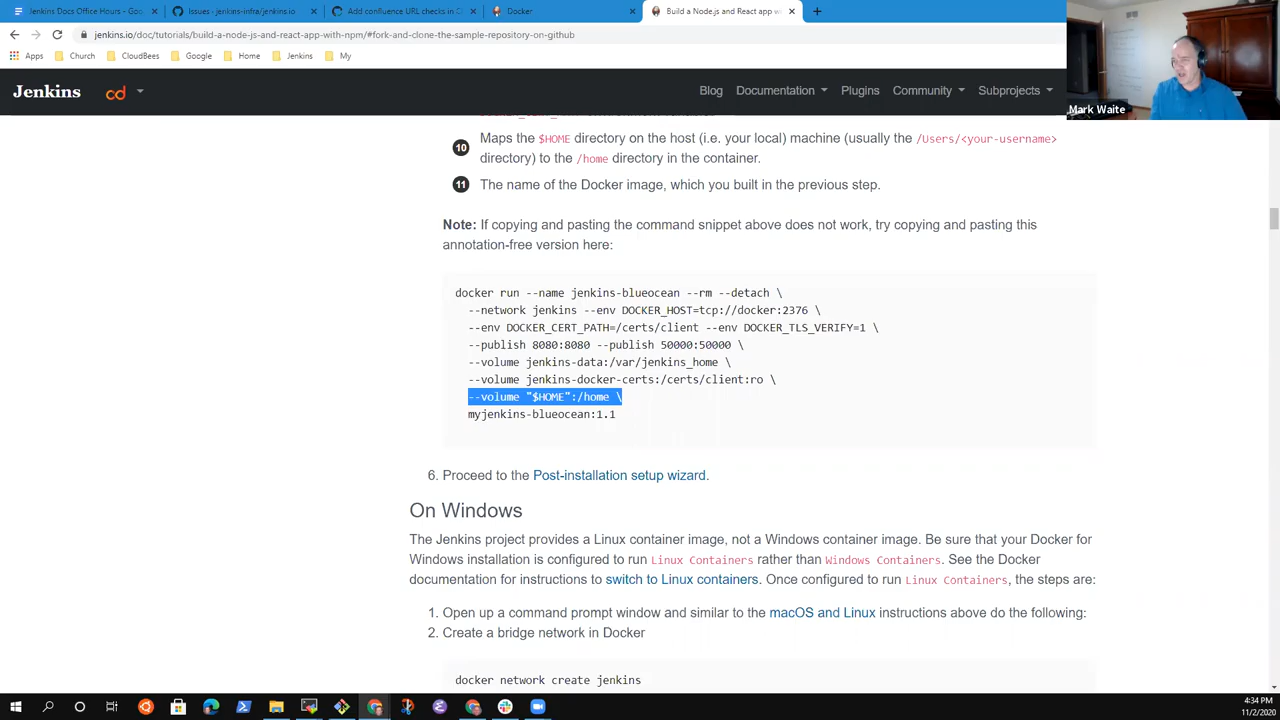 Jenkins Docs Office Hours - Goo
Issues · jenkins-infra/jenkins.io
Add confluence URL checks in C
Docker
Build a Node.js and React app wi
jenkins.io/doc/tutorials/build-a-node-js-and-react-app-with-npm/#fork-and-clone-the-sample-repository-on-github
Apps Church CloudBees Google Home Jenkins My
Jenkins cd Blog Documentation Plugins Community Subprojects
Mark Waite
10 Maps the $HOME directory on the host (i.e. your local) machine (usually the /Users/<your-username>
directory) to the /home directory in the container.
11 The name of the Docker image, which you built in the previous step.
Note: If copying and pasting the command snippet above does not work, try copying and pasting this
annotation-free version here:
docker run --name jenkins-blueocean --rm --detach \
--network jenkins --env DOCKER_HOST=tcp://docker:2376 \
--env DOCKER_CERT_PATH=/certs/client --env DOCKER_TLS_VERIFY=1 \
--publish 8080:8080 --publish 50000:50000 \
--volume jenkins-data:/var/jenkins_home \
--volume jenkins-docker-certs:/certs/client:ro \
--volume "$HOME":/home \
myjenkins-blueocean:1.1
6. Proceed to the Post-installation setup wizard.
On Windows
The Jenkins project provides a Linux container image, not a Windows container image. Be sure that your Docker for
Windows installation is configured to run Linux Containers rather than Windows Containers. See the Docker
documentation for instructions to switch to Linux containers. Once configured to run Linux Containers, the steps are:
1. Open up a command prompt window and similar to the macOS and Linux instructions above do the following:
2. Create a bridge network in Docker
docker network create jenkins
4:34 PM
11/2/2020